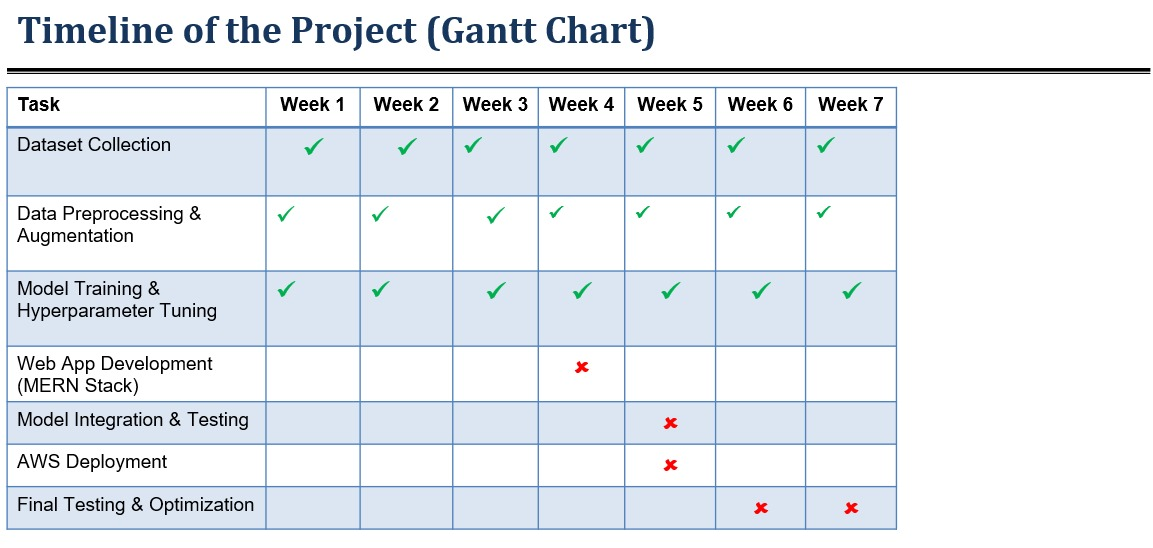 Timeline of the Project (Gantt Chart)
Task Week 1 Week 2 Week 3 Week 4 Week 5 Week 6 Week 7
Dataset Collection ✓ ✓ ✓ ✓ ✓ ✓ ✓
Data Preprocessing &
Augmentation ✓ ✓ ✓ ✓ ✓ ✓ ✓
Model Training &
Hyperparameter Tuning ✓ ✓ ✓ ✓ ✓ ✓ ✓
Web App Development
(MERN Stack) ✘
Model Integration & Testing ✘
AWS Deployment ✘
Final Testing & Optimization ✘ ✘